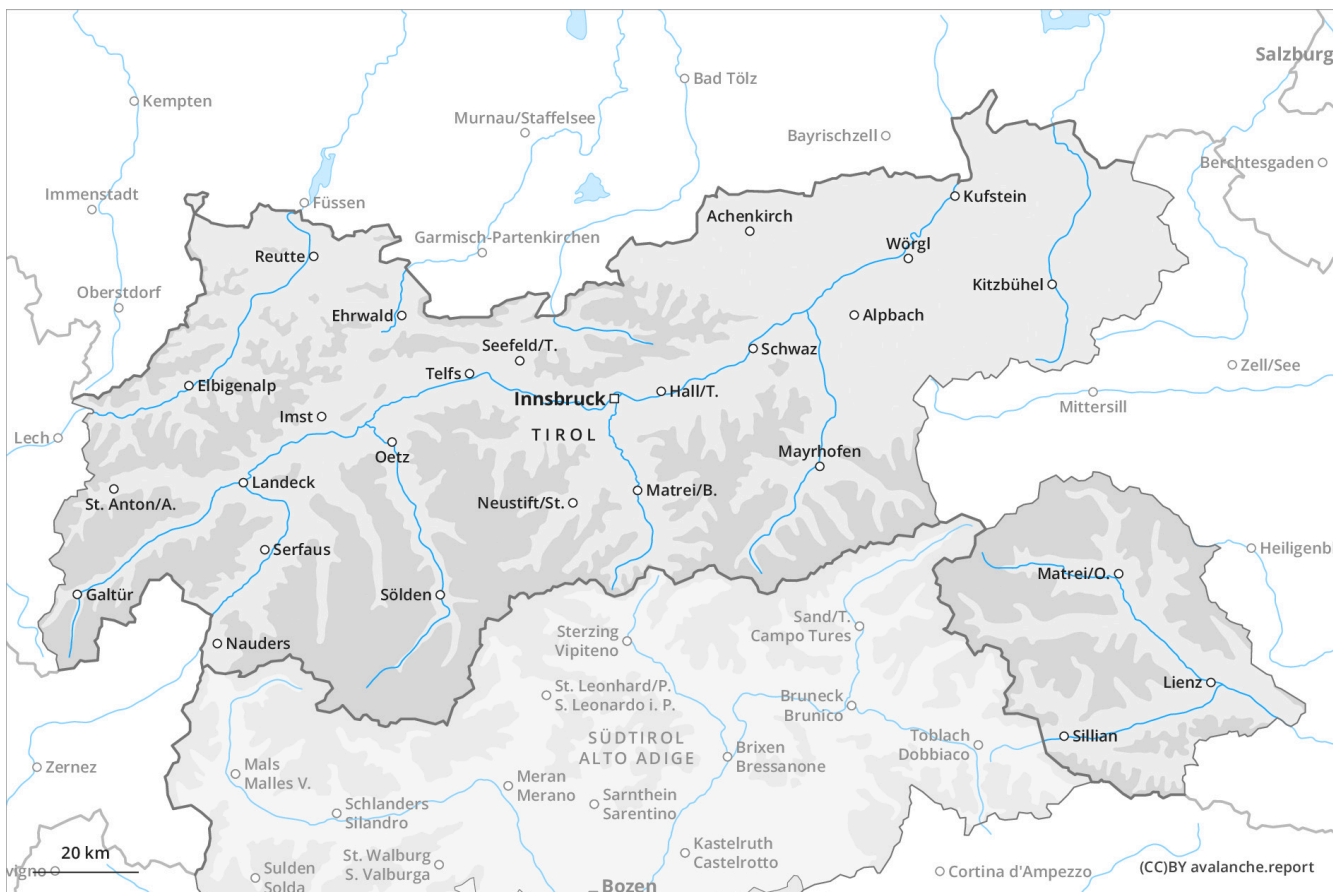 Salzburg
Bad Tölz
Kempten
Murnau/Staffelsee
Bayrischzell
Berchtesgaden
Immenstadt
Füssen
Kufstein
Achenkirch
Garmisch-Partenkirchen
Wörgl
Reutte
Kitzbühel
Oberstdorf
Ehrwald
Alpbach
Seefeld/T.
Schwaz
Zell/See
Telfs
Elbigenalp
Hall/T.
Innsbruck
Mittersill
Imst
TIROL
Lech
Oetz
Mayrhofen
Landeck
Matrei/B.
St. Anton/A.
Neustift/St.
Serfaus
Heiligenb
Matrei/O.
Galtür
Sölden
Sand/T.
Campo Tures
Sterzing
Vipiteno
Nauders
Lienz
St. Leonhard/P.
S. Leonardo i. P.
Bruneck
Brunico
Sillian
SÜDTIROL
ALTO ADIGE
Toblach
Dobbiaco
Brixen
Bressanone
Zernez
Mals
Malles V.
Meran
Merano
Sarnthein
Sarentino
Schlanders
Silandro
Kastelruth
Castelrotto
20 km
St. Walburg
S. Valburga
vigno
Sulden
Solda
Cortina d'Ampezzo
(CC)BY avalanche.report
Bozen